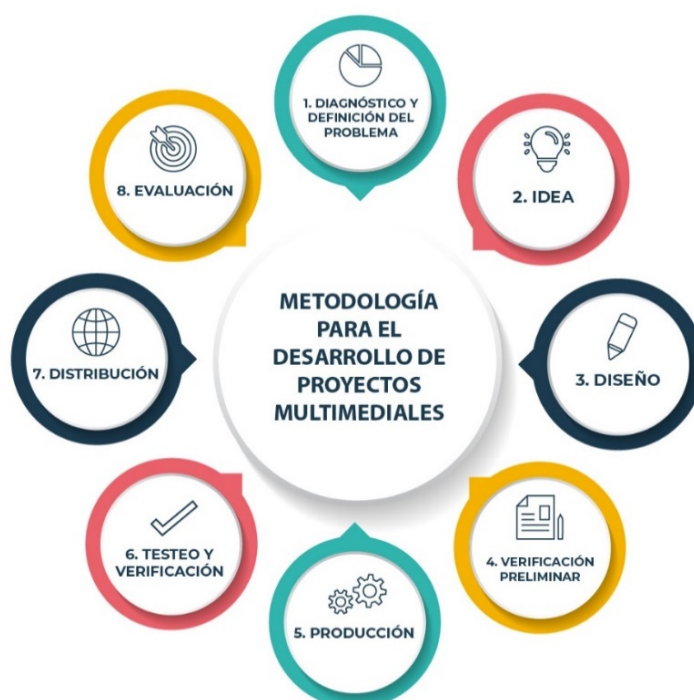 1. DIAGNÓSTICO Y
DEFINICIÓN DEL
PROBLEMA
2. IDEA
3. DISEÑO
4. VERIFICACIÓN
PRELIMINAR
5. PRODUCCIÓN
6. TESTEO Y
VERIFICACIÓN
7. DISTRIBUCIÓN
8. EVALUACIÓN
METODOLOGÍA
PARA EL
DESARROLLO DE
PROYECTOS
MULTIMEDIALES